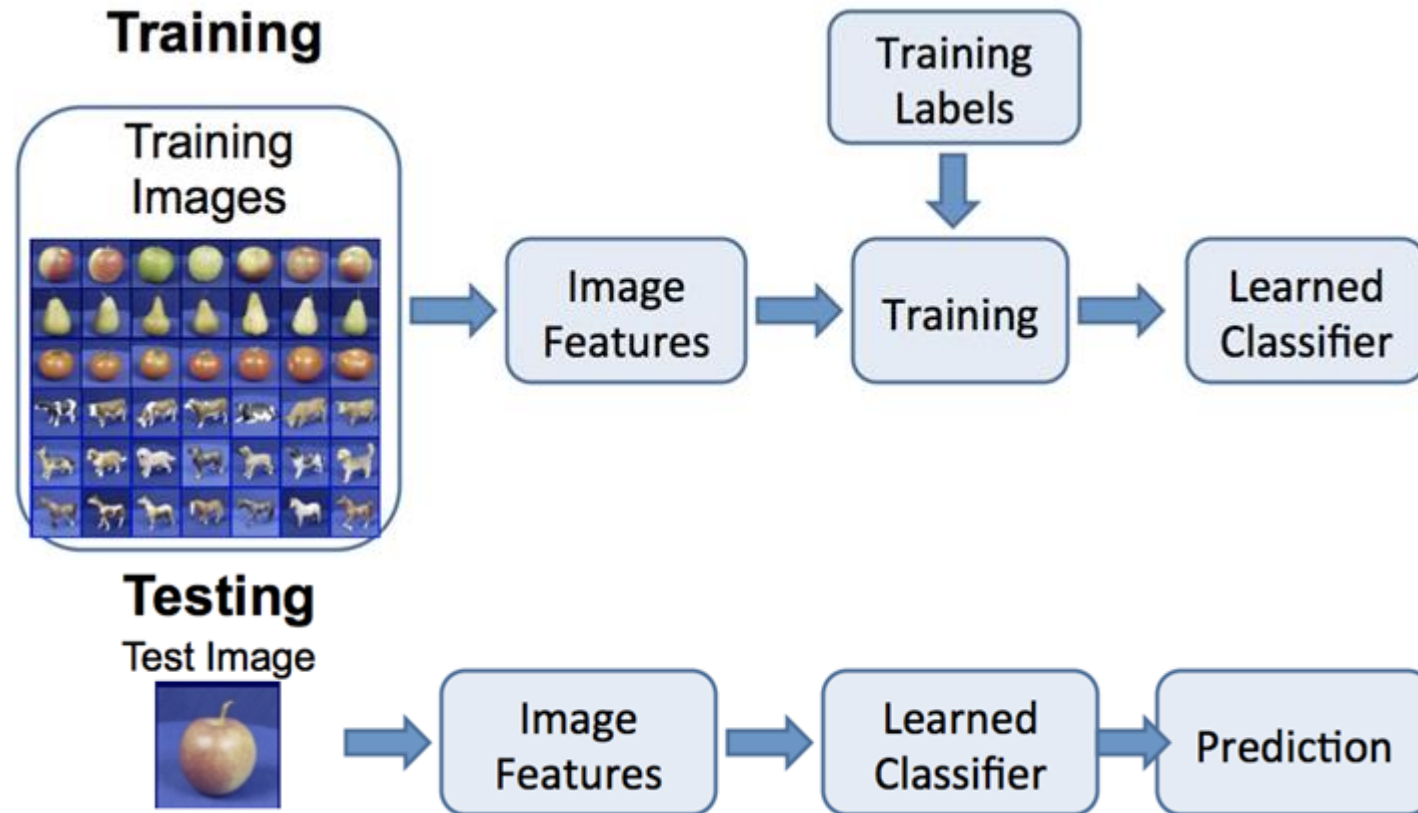 Training
Training
Images
Training
Labels
Image
Features
Training
Learned
Classifier
Testing
Test Image
Image
Features
Learned
Classifier
Prediction